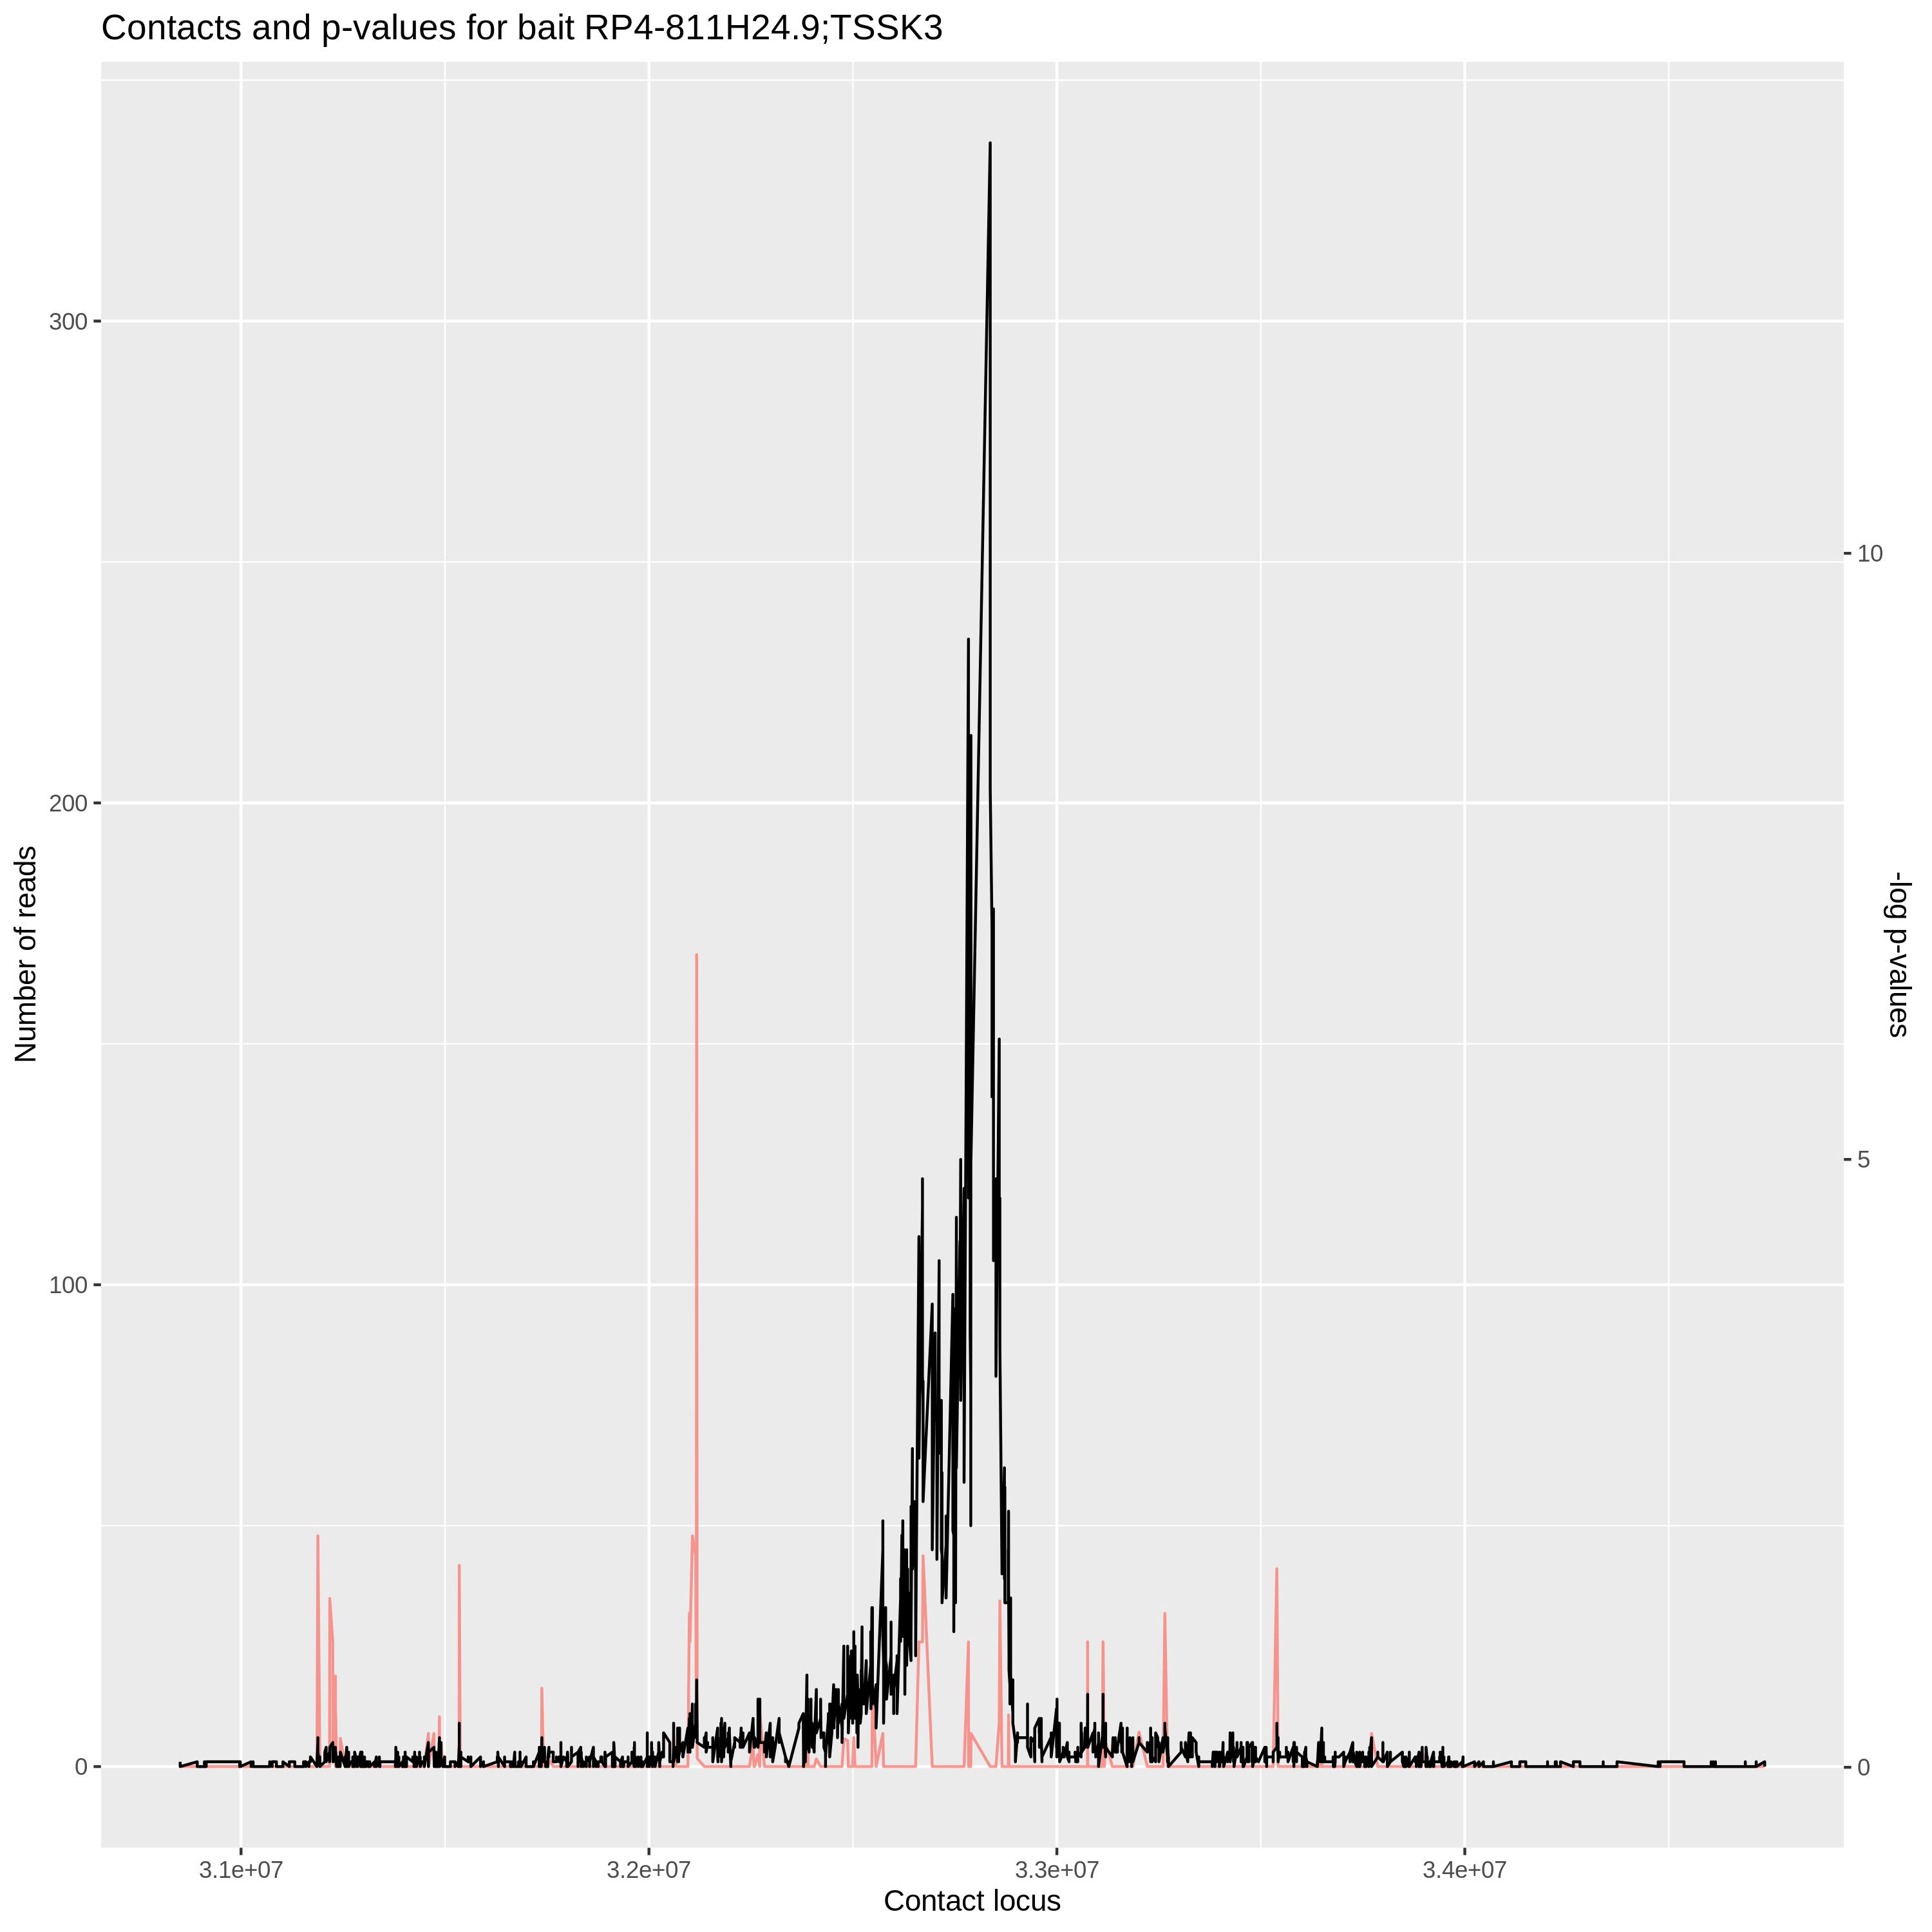 Contacts and p-values for bait RP4-811H24.9;TSSK3
Number of reads
300
200
100
0
10
5
0
-log p-values
3.1e+07
3.2e+07
3.3e+07
3.4e+07
Contact locus